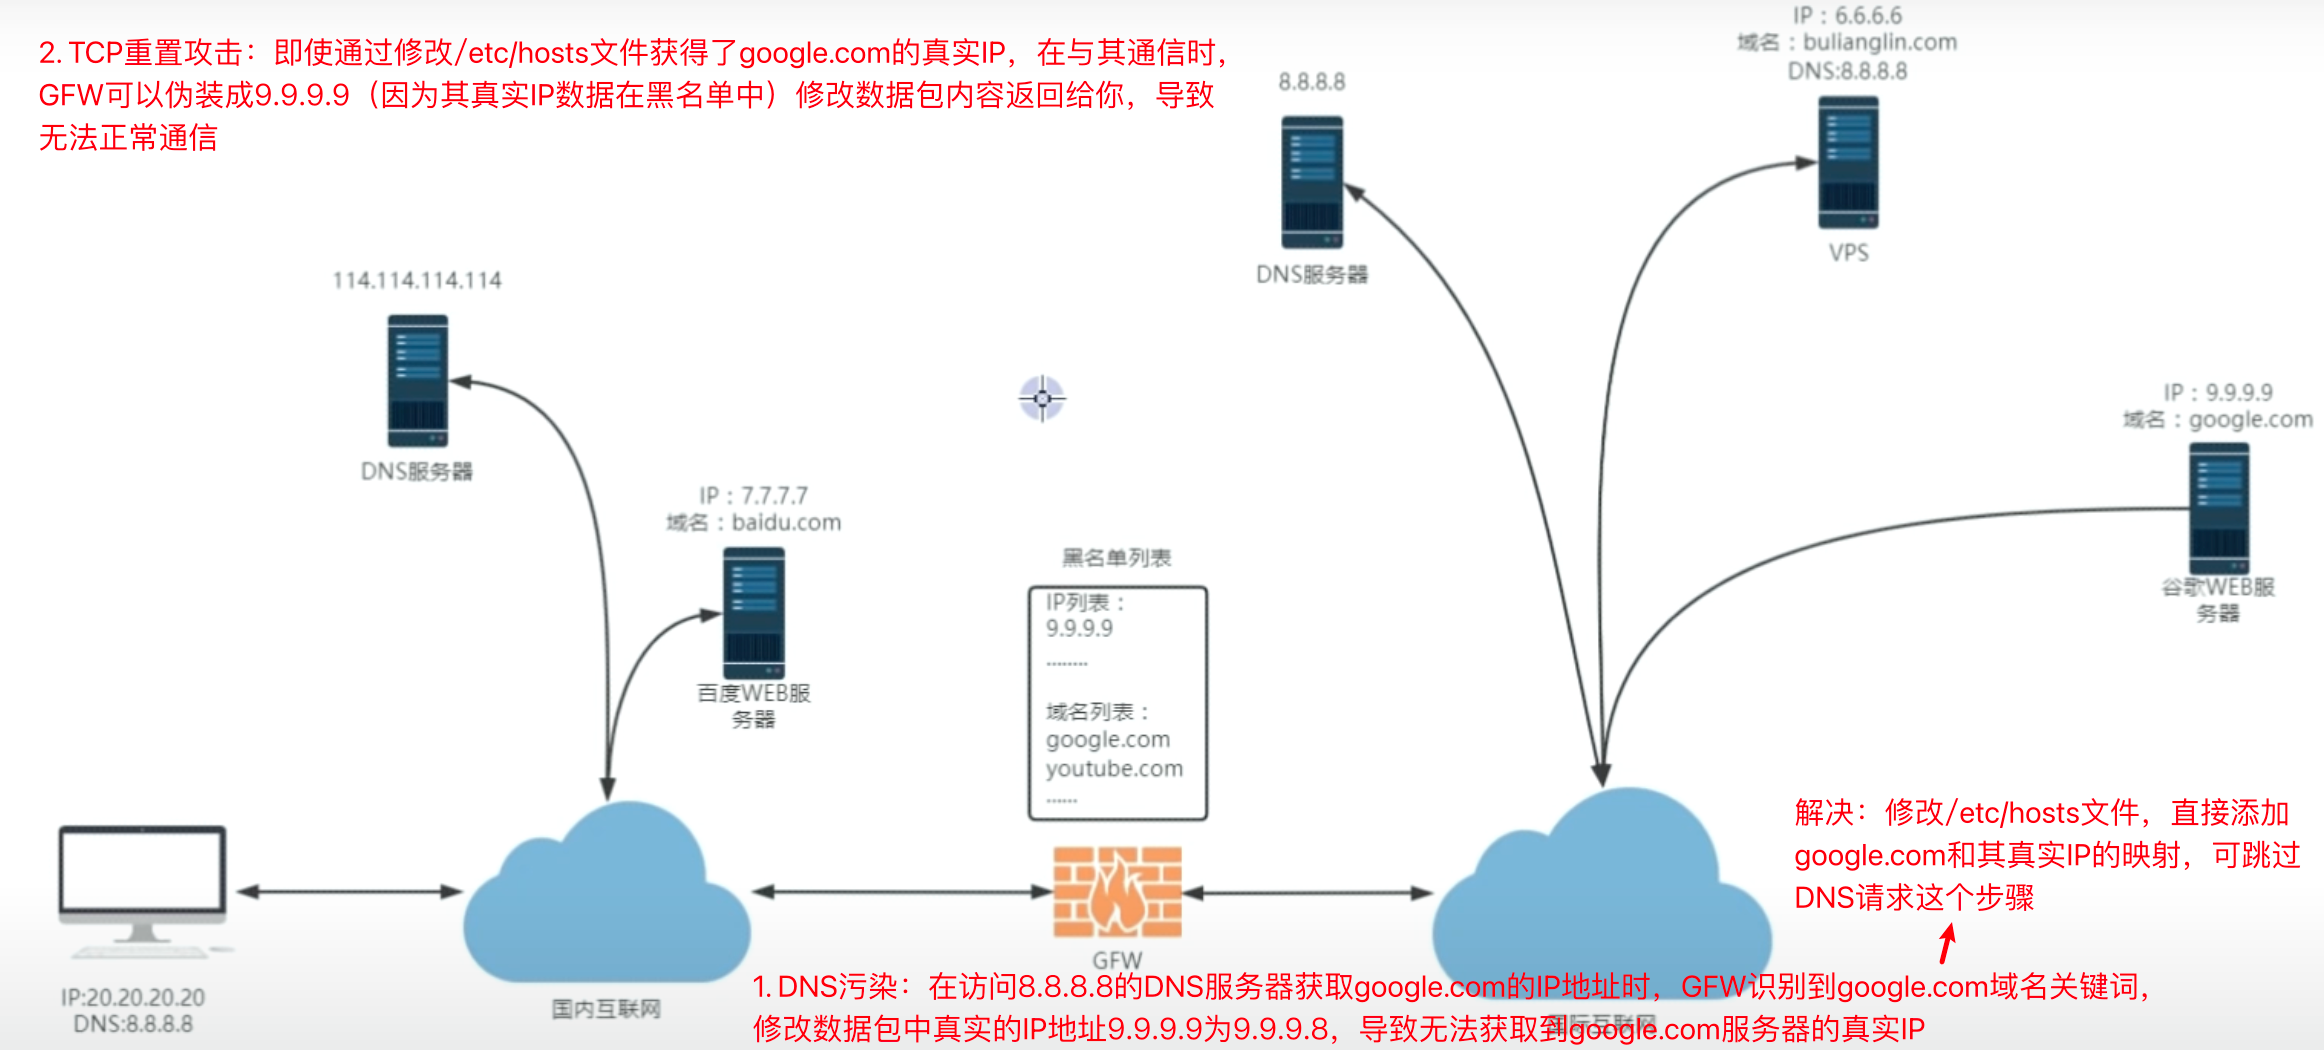 2. TCP重置攻击：即使通过修改/etc/hosts文件获得了google.com的真实IP，在与其通信时，
GFW可以伪装成9.9.9.9（因为其真实IP数据在黑名单中）修改数据包内容返回给你，导致
无法正常通信
IP：6.6.6.6
域名：bulianglin.com
DNS:8.8.8.8
VPS
8.8.8.8
DNS服务器
114.114.114.114
DNS服务器
IP：7.7.7.7
域名：baidu.com
百度WEB服
务器
IP：9.9.9.9
域名：google.com
谷歌WEB服
务器
黑名单列表
IP列表：
9.9.9.9
........
域名列表：
google.com
youtube.com
......
GFW
解决：修改/etc/hosts文件，直接添加
google.com和其真实IP的映射，可跳过
DNS请求这个步骤
IP:20.20.20.20
DNS:8.8.8.8
国内互联网
国际互联网
1. DNS污染：在访问8.8.8.8的DNS服务器获取google.com的IP地址时，GFW识别到google.com域名关键词，
修改数据包中真实的IP地址9.9.9.9为9.9.9.8，导致无法获取到google.com服务器的真实IP